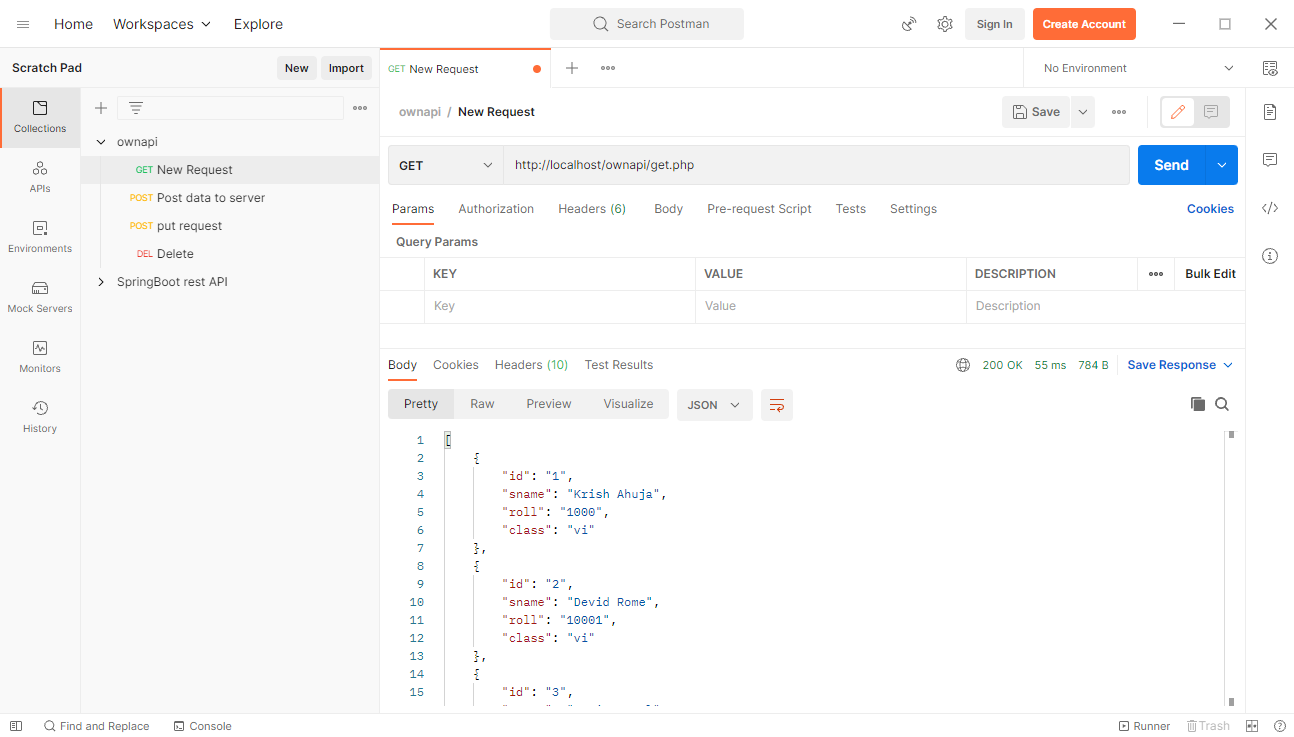 Home Workspaces Explore Search Postman Sign In Create Account
Scratch Pad New Import GET New Request No Environment
ownapi / New Request Save
Collections
APIs
Environments
Mock Servers
Monitors
History
ownapi
GET New Request
POST Post data to server
POST put request
DEL Delete
SpringBoot rest API
GET http://localhost/ownapi/get.php Send
Params Authorization Headers (6) Body Pre-request Script Tests Settings Cookies
Query Params
KEY VALUE DESCRIPTION Bulk Edit
Key Value Description
Body Cookies Headers (10) Test Results 200 OK 55 ms 784 B Save Response
Pretty Raw Preview Visualize JSON
1 [
2 {
3 "id": "1",
4 "sname": "Krish Ahuja",
5 "roll": "1000",
6 "class": "vi"
7 },
8 {
9 "id": "2",
10 "sname": "Devid Rome",
11 "roll": "10001",
12 "class": "vi"
13 },
14 {
15 "id": "3",
Find and Replace Console Runner Trash